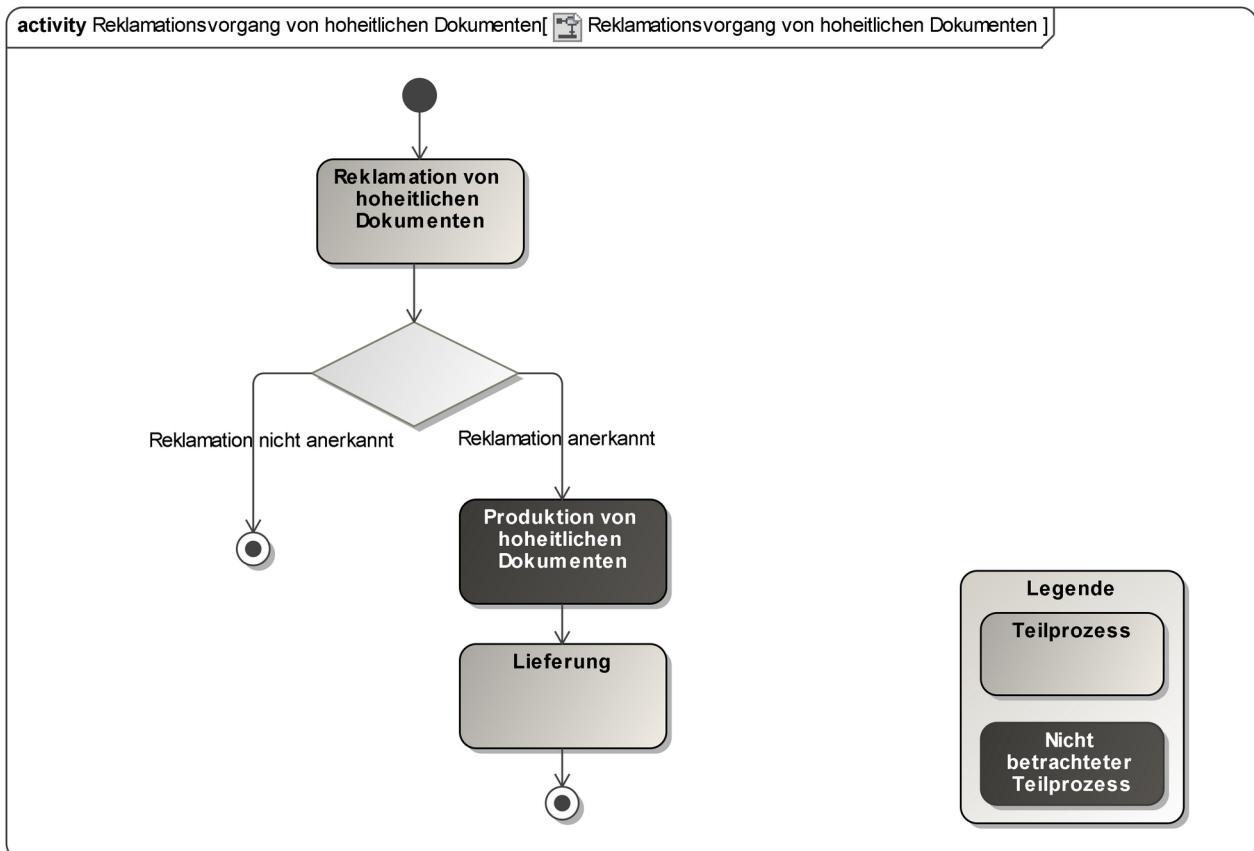 activity Reklamationsvorgang von hoheitlichen Dokumenten[ Reklamationsvorgang von hoheitlichen Dokumenten ]
Reklamation von
hoheitlichen
Dokumenten
Reklamation nicht anerkannt
Reklamation anerkannt
Produktion von
hoheitlichen
Dokumenten
Lieferung
Legende
Teilprozess
Nicht
betrachteter
Teilprozess